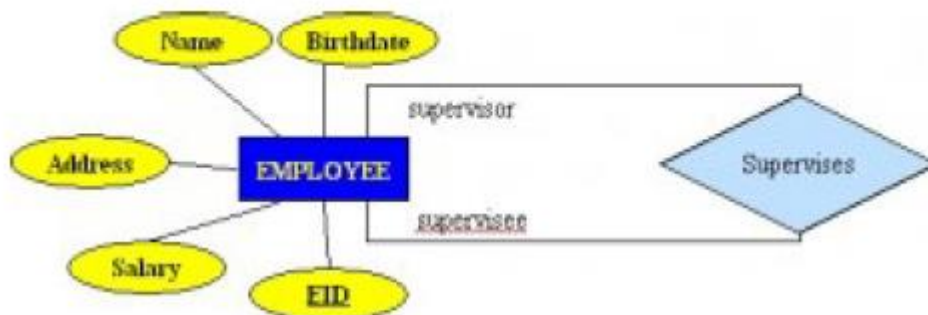 Name
Birthdate
supervisor
Address
EMPLOYEE
Supervises
supervisee
Salary
EID